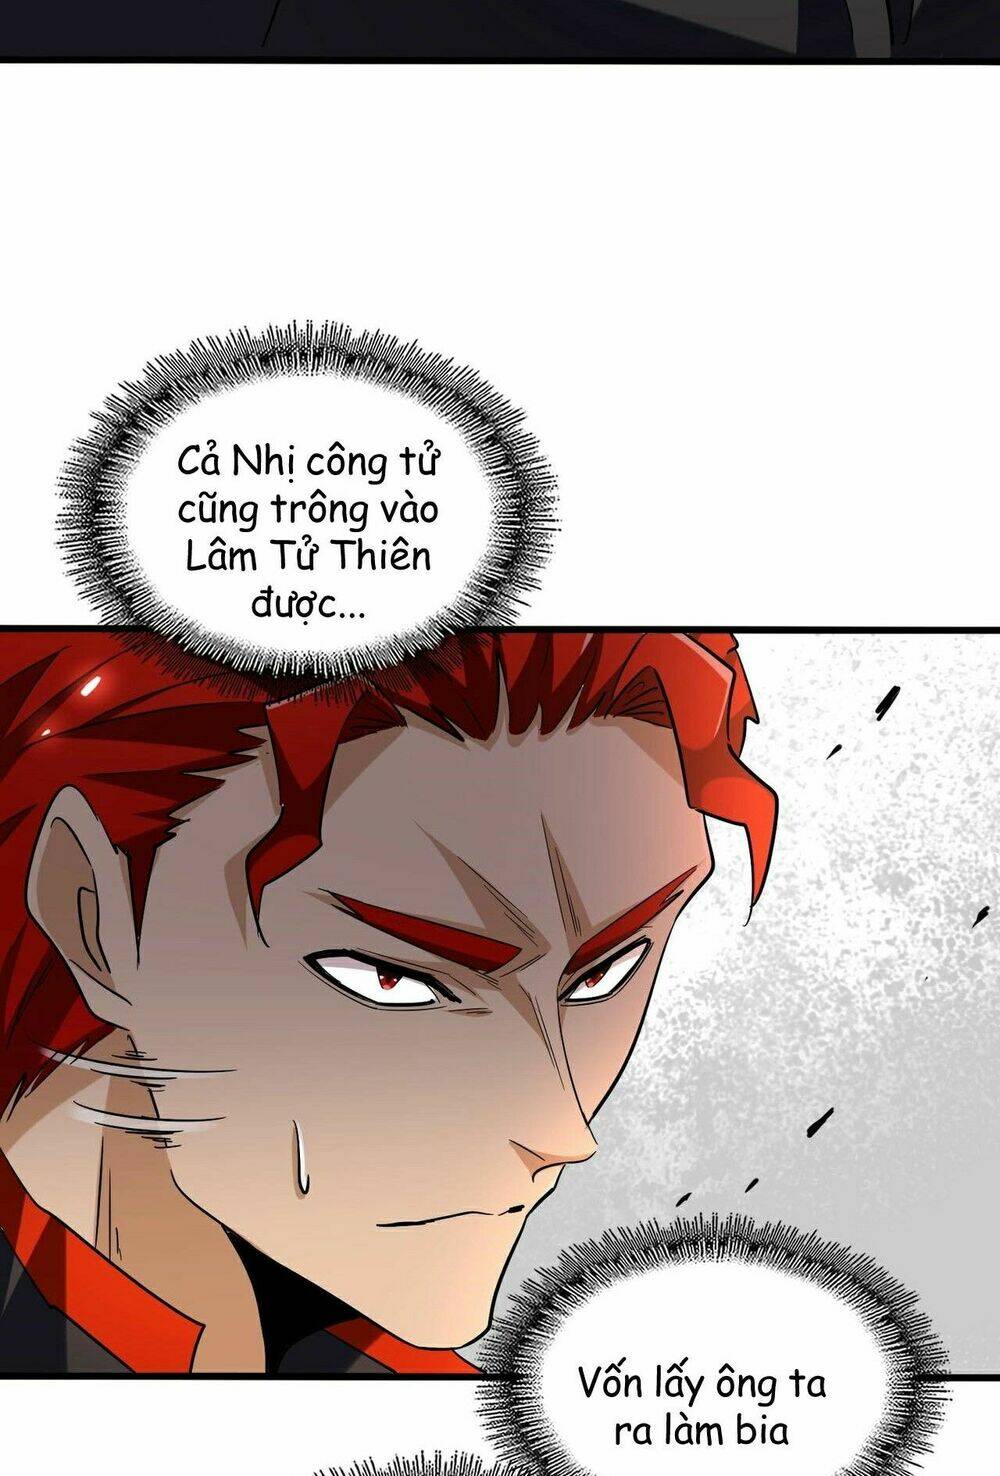 Cả Nhị công tử
cũng trông vào
Lâm Tử Thiên
được...
Vốn lấy ông ta
ra làm bia